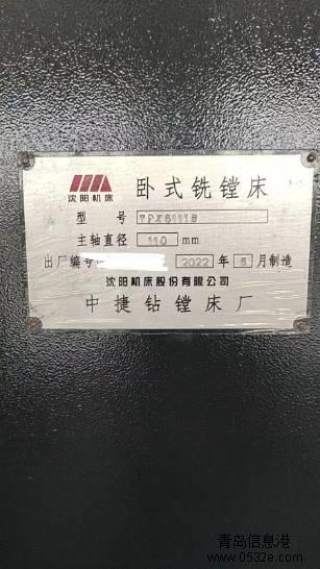 沈阳机床
卧式铣镗床
型号 TPX6111B
主轴直径 110 mm
出厂编号 2022 年 5 月制造
沈阳机床股份有限公司
中捷钻镗床厂
青岛信息港
www.0532e.com